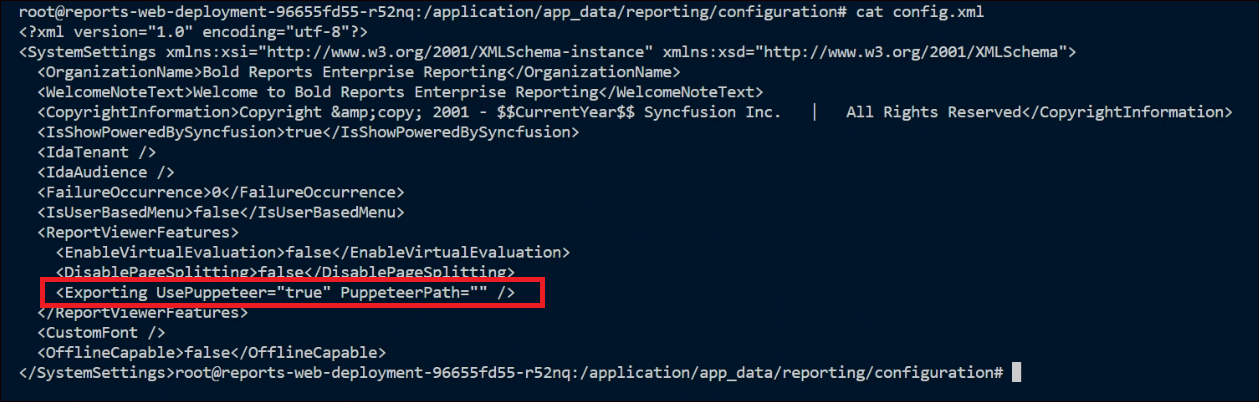 root@reports-web-deployment-96655fd55-r52nq:/application/app_data/reporting/configuration# cat config.xml
<?xml version="1.0" encoding="utf-8"?>
<SystemSettings xmlns:xsi="http://www.w3.org/2001/XMLSchema-instance" xmlns:xsd="http://www.w3.org/2001/XMLSchema">
  <OrganizationName>Bold Reports Enterprise Reporting</OrganizationName>
  <WelcomeNoteText>Welcome to Bold Reports Enterprise Reporting</WelcomeNoteText>
  <CopyrightInformation>Copyright &amp;copy; 2001 - $$CurrentYear$$ Syncfusion Inc.   |   All Rights Reserved</CopyrightInformation>
  <IsShowPoweredBySyncfusion>true</IsShowPoweredBySyncfusion>
  <IdaTenant />
  <IdaAudience />
  <FailureOccurrence>0</FailureOccurrence>
  <IsUserBasedMenu>false</IsUserBasedMenu>
  <ReportViewerFeatures>
    <EnableVirtualEvaluation>false</EnableVirtualEvaluation>
    <DisablePageSplitting>false</DisablePageSplitting>
    <Exporting UsePuppeteer="true" PuppeteerPath="" />
  </ReportViewerFeatures>
  <CustomFont />
  <OfflineCapable>false</OfflineCapable>
</SystemSettings>root@reports-web-deployment-96655fd55-r52nq:/application/app_data/reporting/configuration#